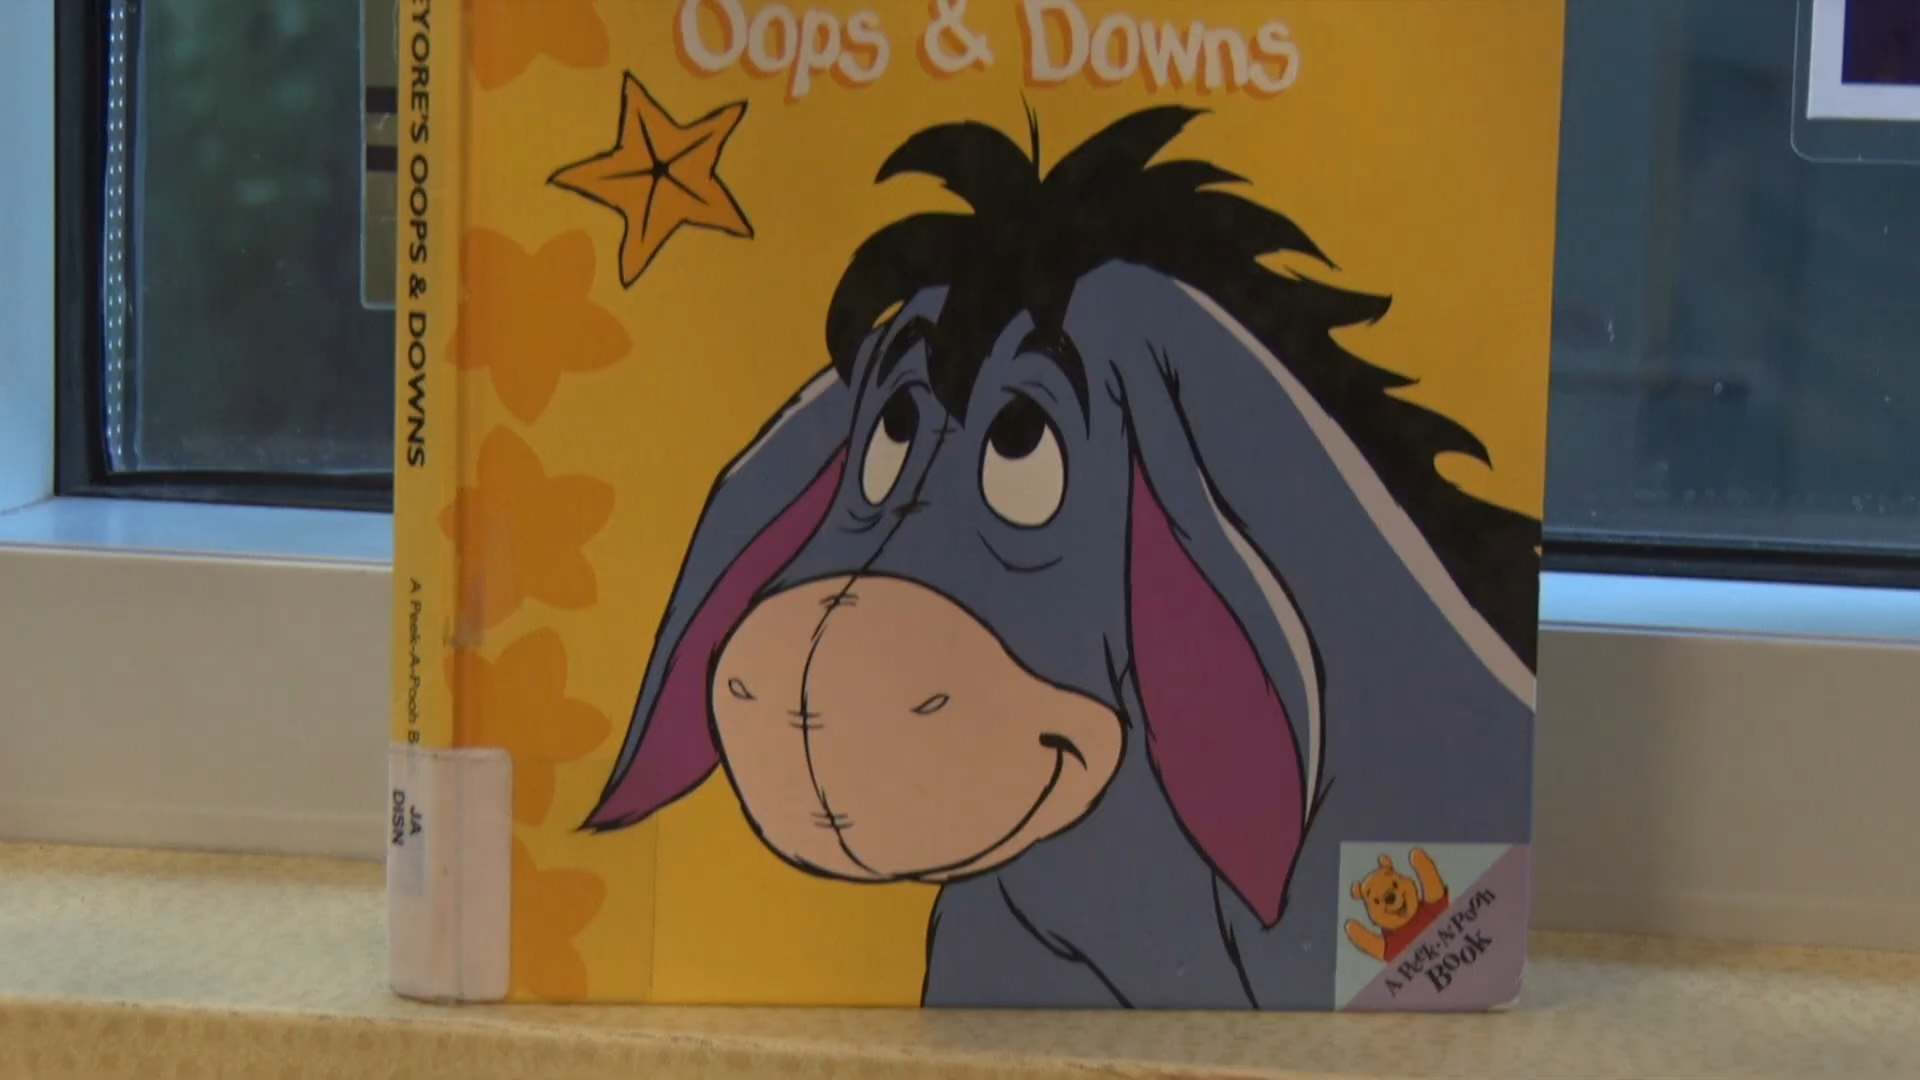 Oops & Downs
EYORE'S OOPS & DOWNS
A Peek-A-Pooh B
JA
DISN
A Peek-A-Pooh
BOOK